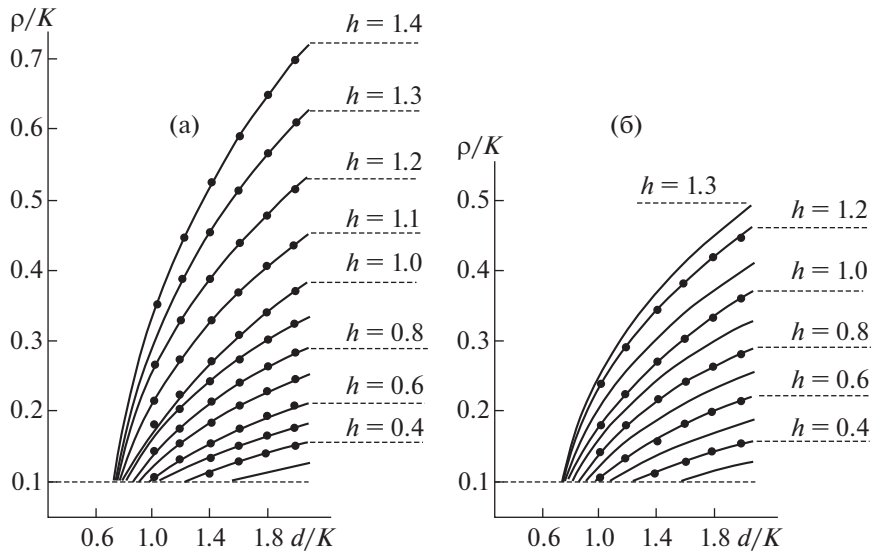 ρ/K
0.7
0.6
0.5
0.4
0.3
0.2
0.1
(а)
h = 1.4
h = 1.3
h = 1.2
h = 1.1
h = 1.0
h = 0.8
h = 0.6
h = 0.4
0.6 1.0 1.4 1.8 d/K
(б)
ρ/K
0.5
0.4
0.3
0.2
0.1
h = 1.3
h = 1.2
h = 1.0
h = 0.8
h = 0.6
h = 0.4
0.6 1.0 1.4 1.8 d/K